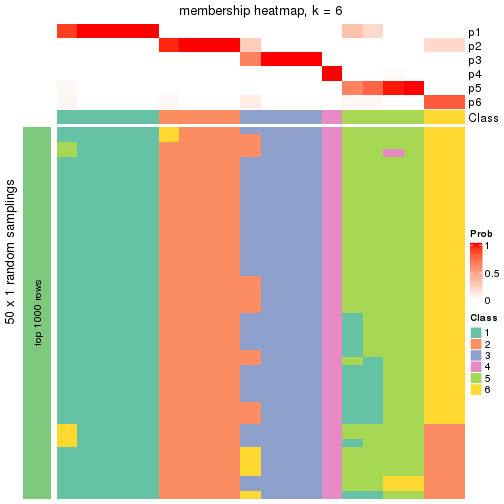 membership heatmap, k = 6
p1
p2
p3
p4
p5
p6
Class
50 x 1 random samplings
top 1000 rows
Prob
1
0.5
0
Class
1
2
3
4
5
6